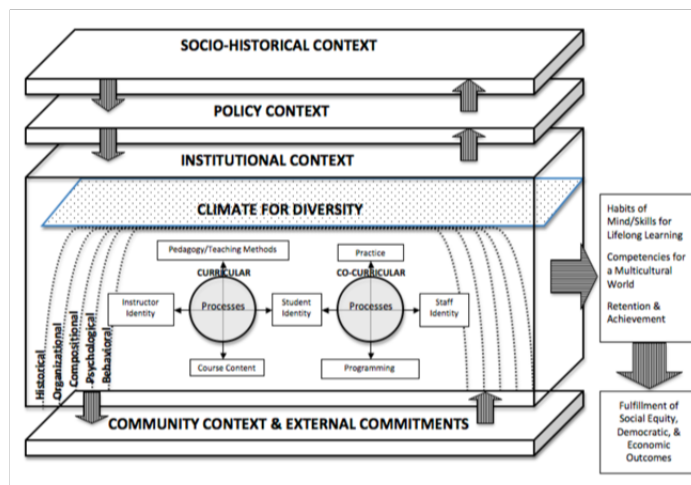 SOCIO-HISTORICAL CONTEXT
POLICY CONTEXT
INSTITUTIONAL CONTEXT
CLIMATE FOR DIVERSITY
Pedagogy/Teaching Methods
Practice
CURRICULAR
CO-CURRICULAR
Instructor
Identity
Processes
Student
Identity
Processes
Staff
Identity
Course Content
Programming
Historical
Organizational
Compositional
Psychological
Behavioral
COMMUNITY CONTEXT & EXTERNAL COMMITMENTS
Habits of
Mind/Skills for
Lifelong Learning
Competencies for
a Multicultural
World
Retention &
Achievement
Fulfillment of
Social Equity,
Democratic, &
Economic
Outcomes